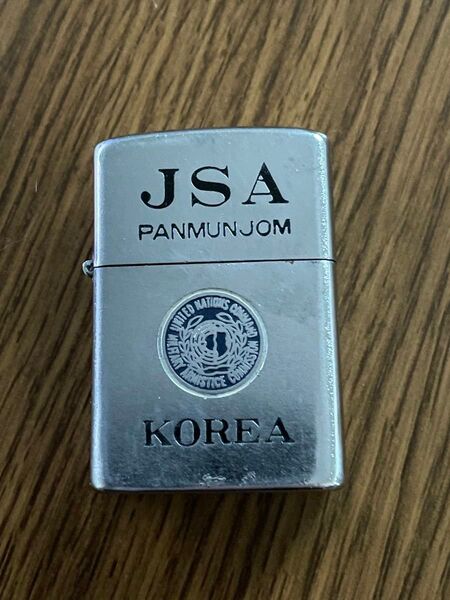 JSA
PANMUNJOM
UNITED NATIONS COMMAND
MILITARY ARMISTICE COMMISSION
KOREA